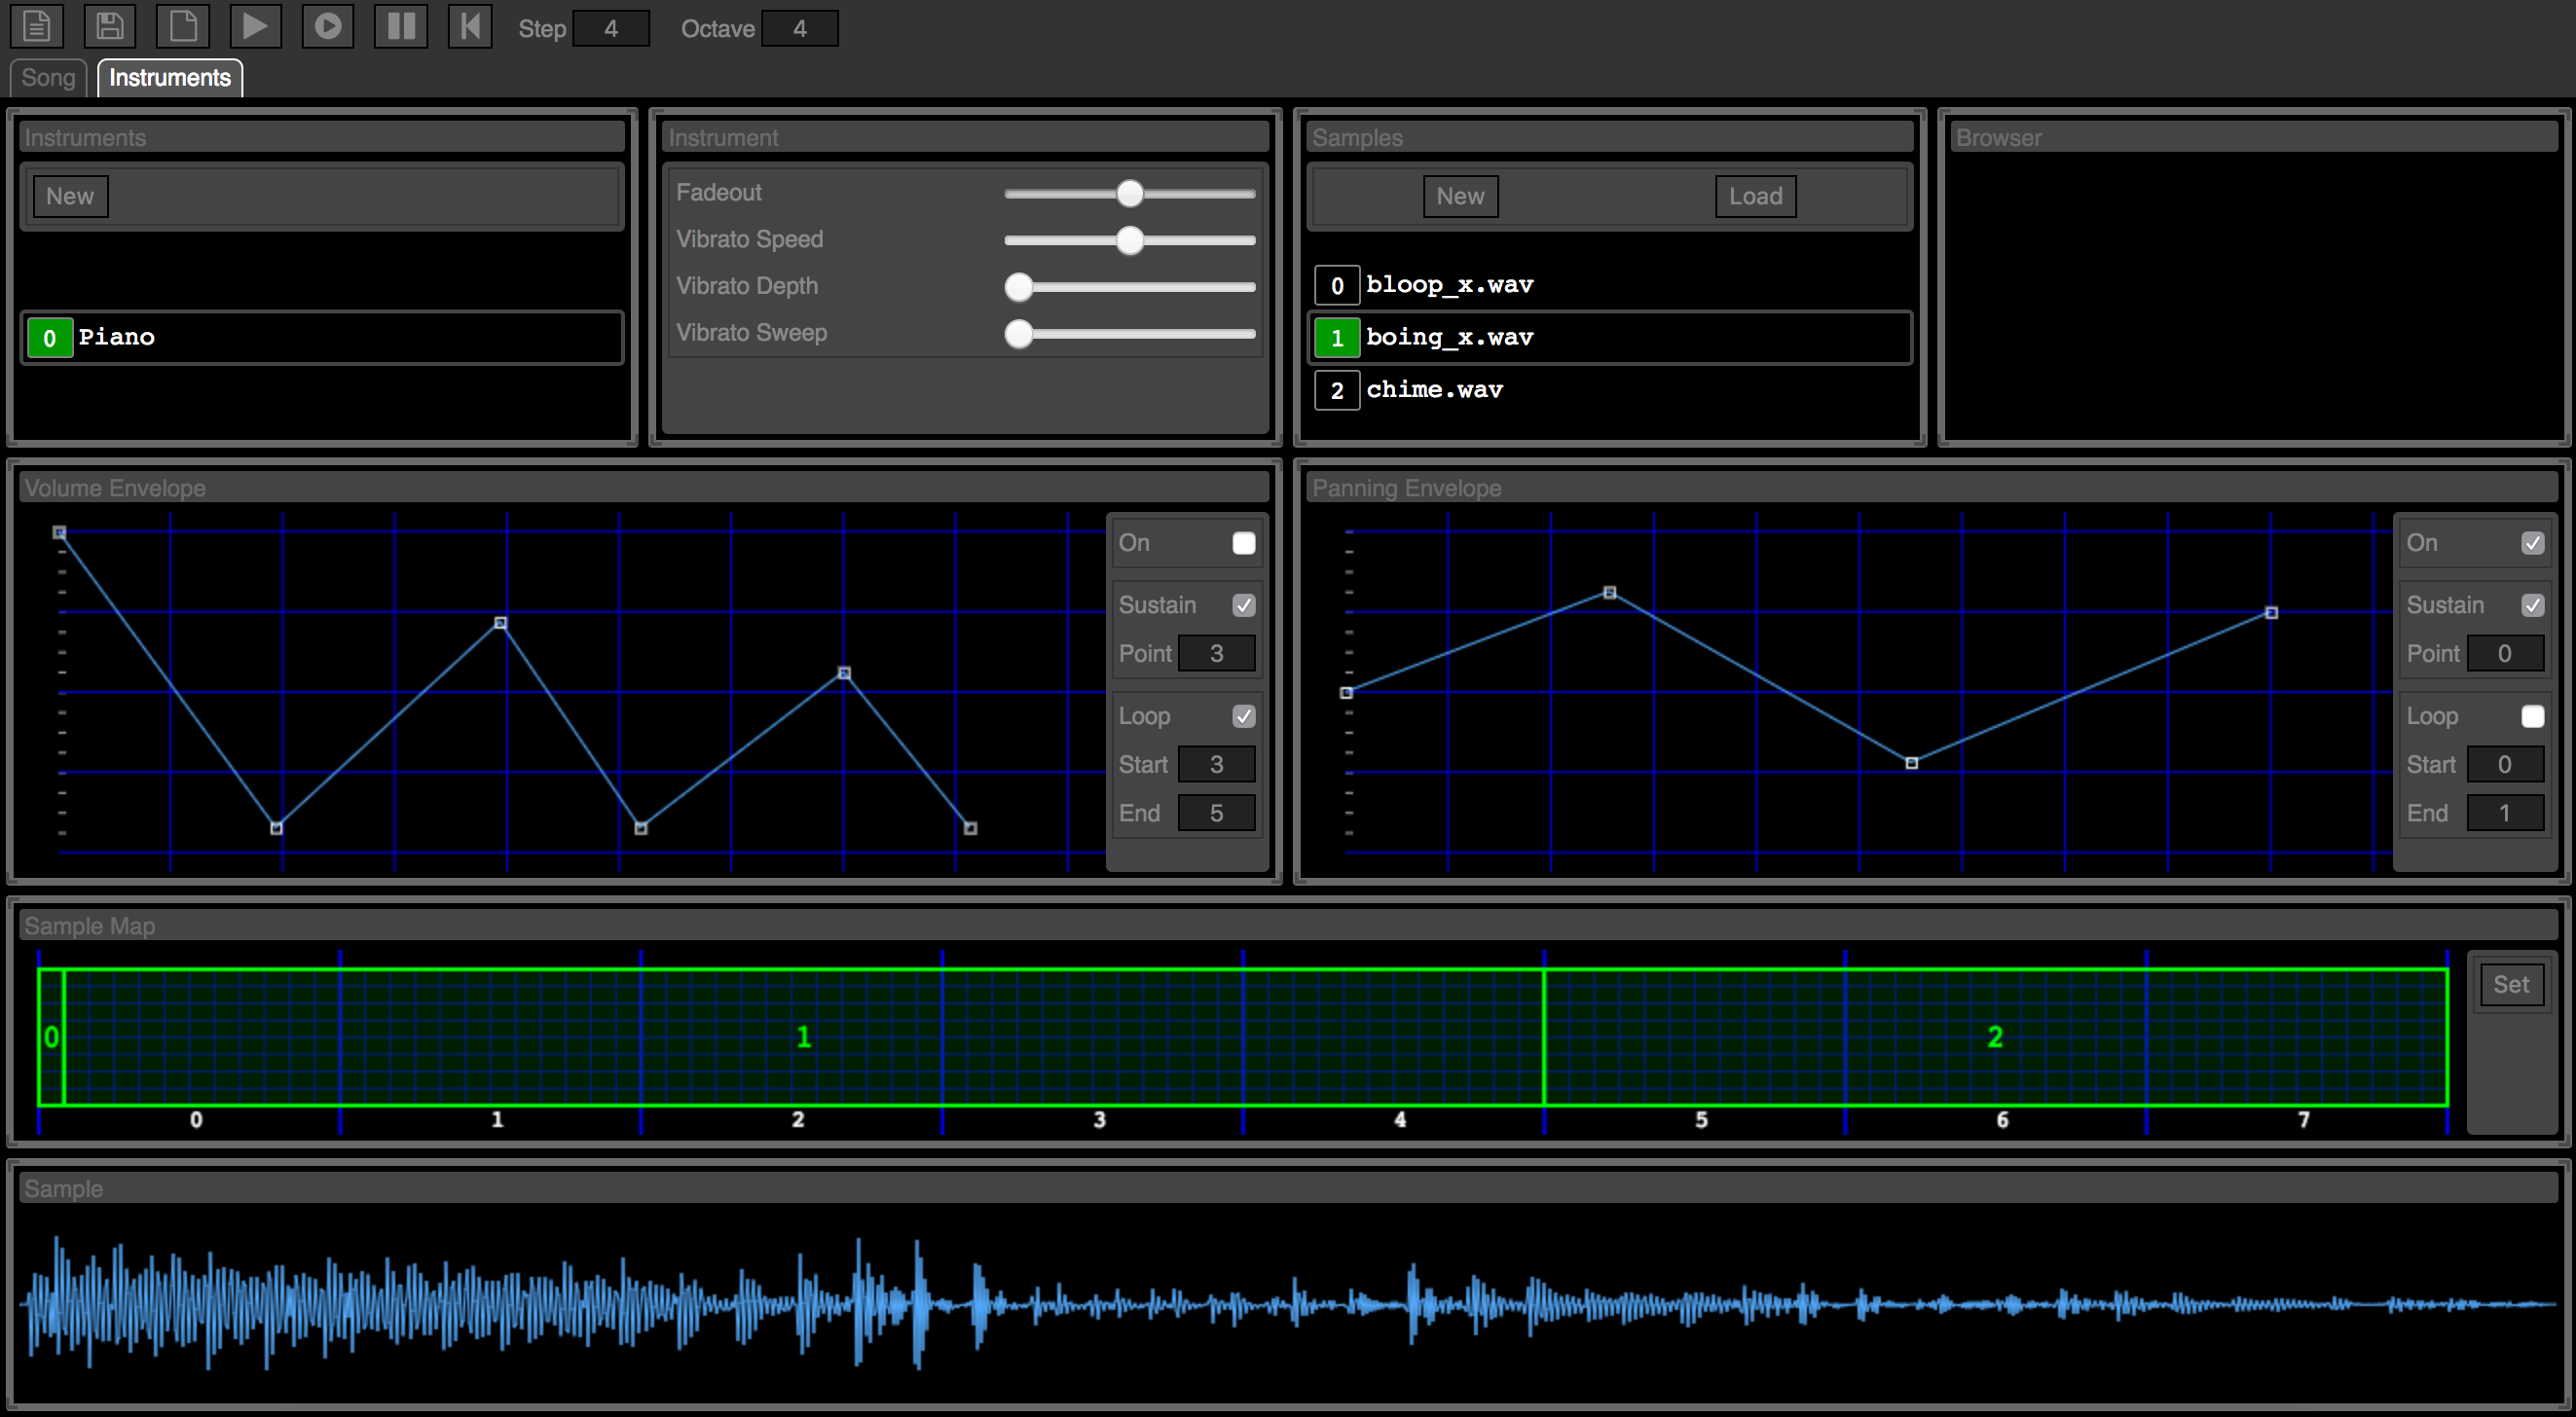 Step 4 Octave 4
Song Instruments
Instruments
New
0 Piano
Instrument
Fadeout
Vibrato Speed
Vibrato Depth
Vibrato Sweep
Samples
New Load
0 bloop_x.wav
1 boing_x.wav
2 chime.wav
Browser
Volume Envelope
On
Sustain
Point 3
Loop
Start 3
End 5
Panning Envelope
On
Sustain
Point 0
Loop
Start 0
End 1
Sample Map
0 1 2
0 1 2 3 4 5 6 7
Set
Sample